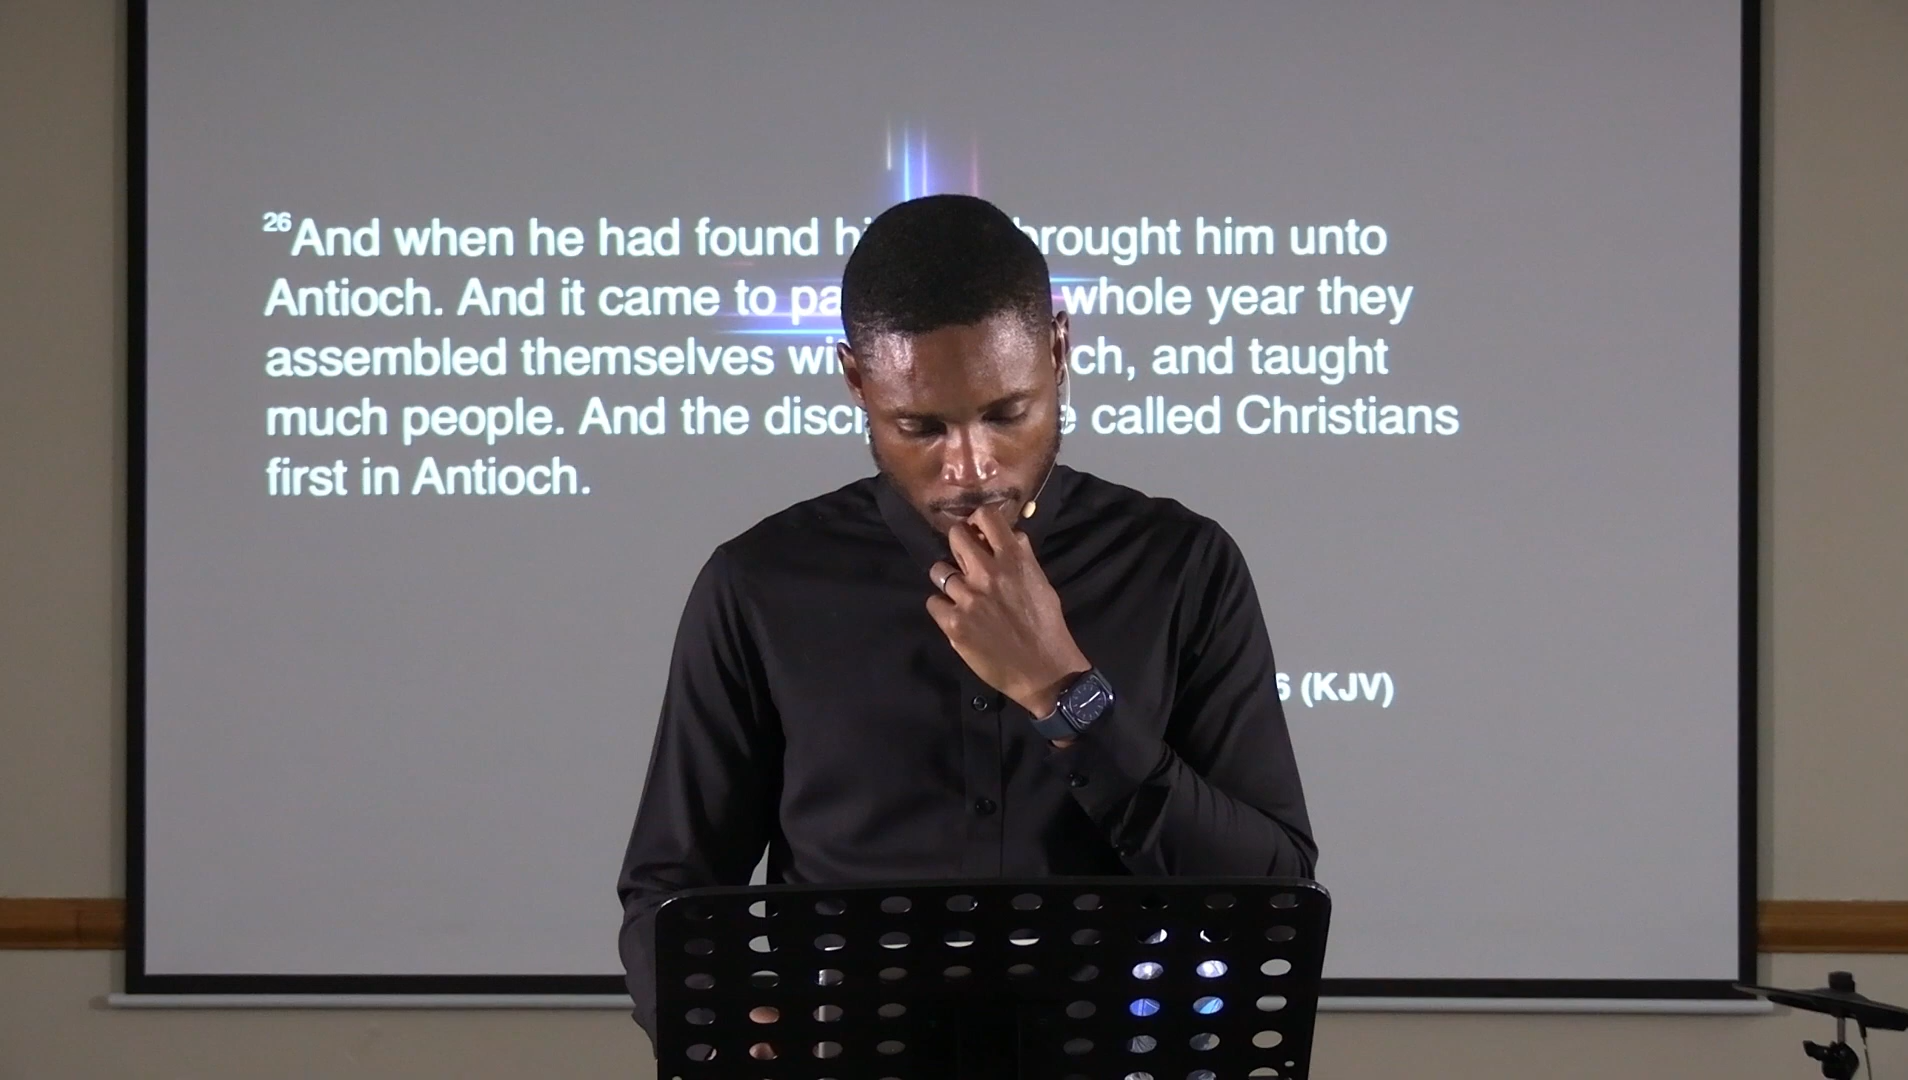 26And when he had found brought him unto
Antioch. And it came to whole year they
assembled themselves and taught
much people. And the called Christians
first in Antioch.
(KJV)